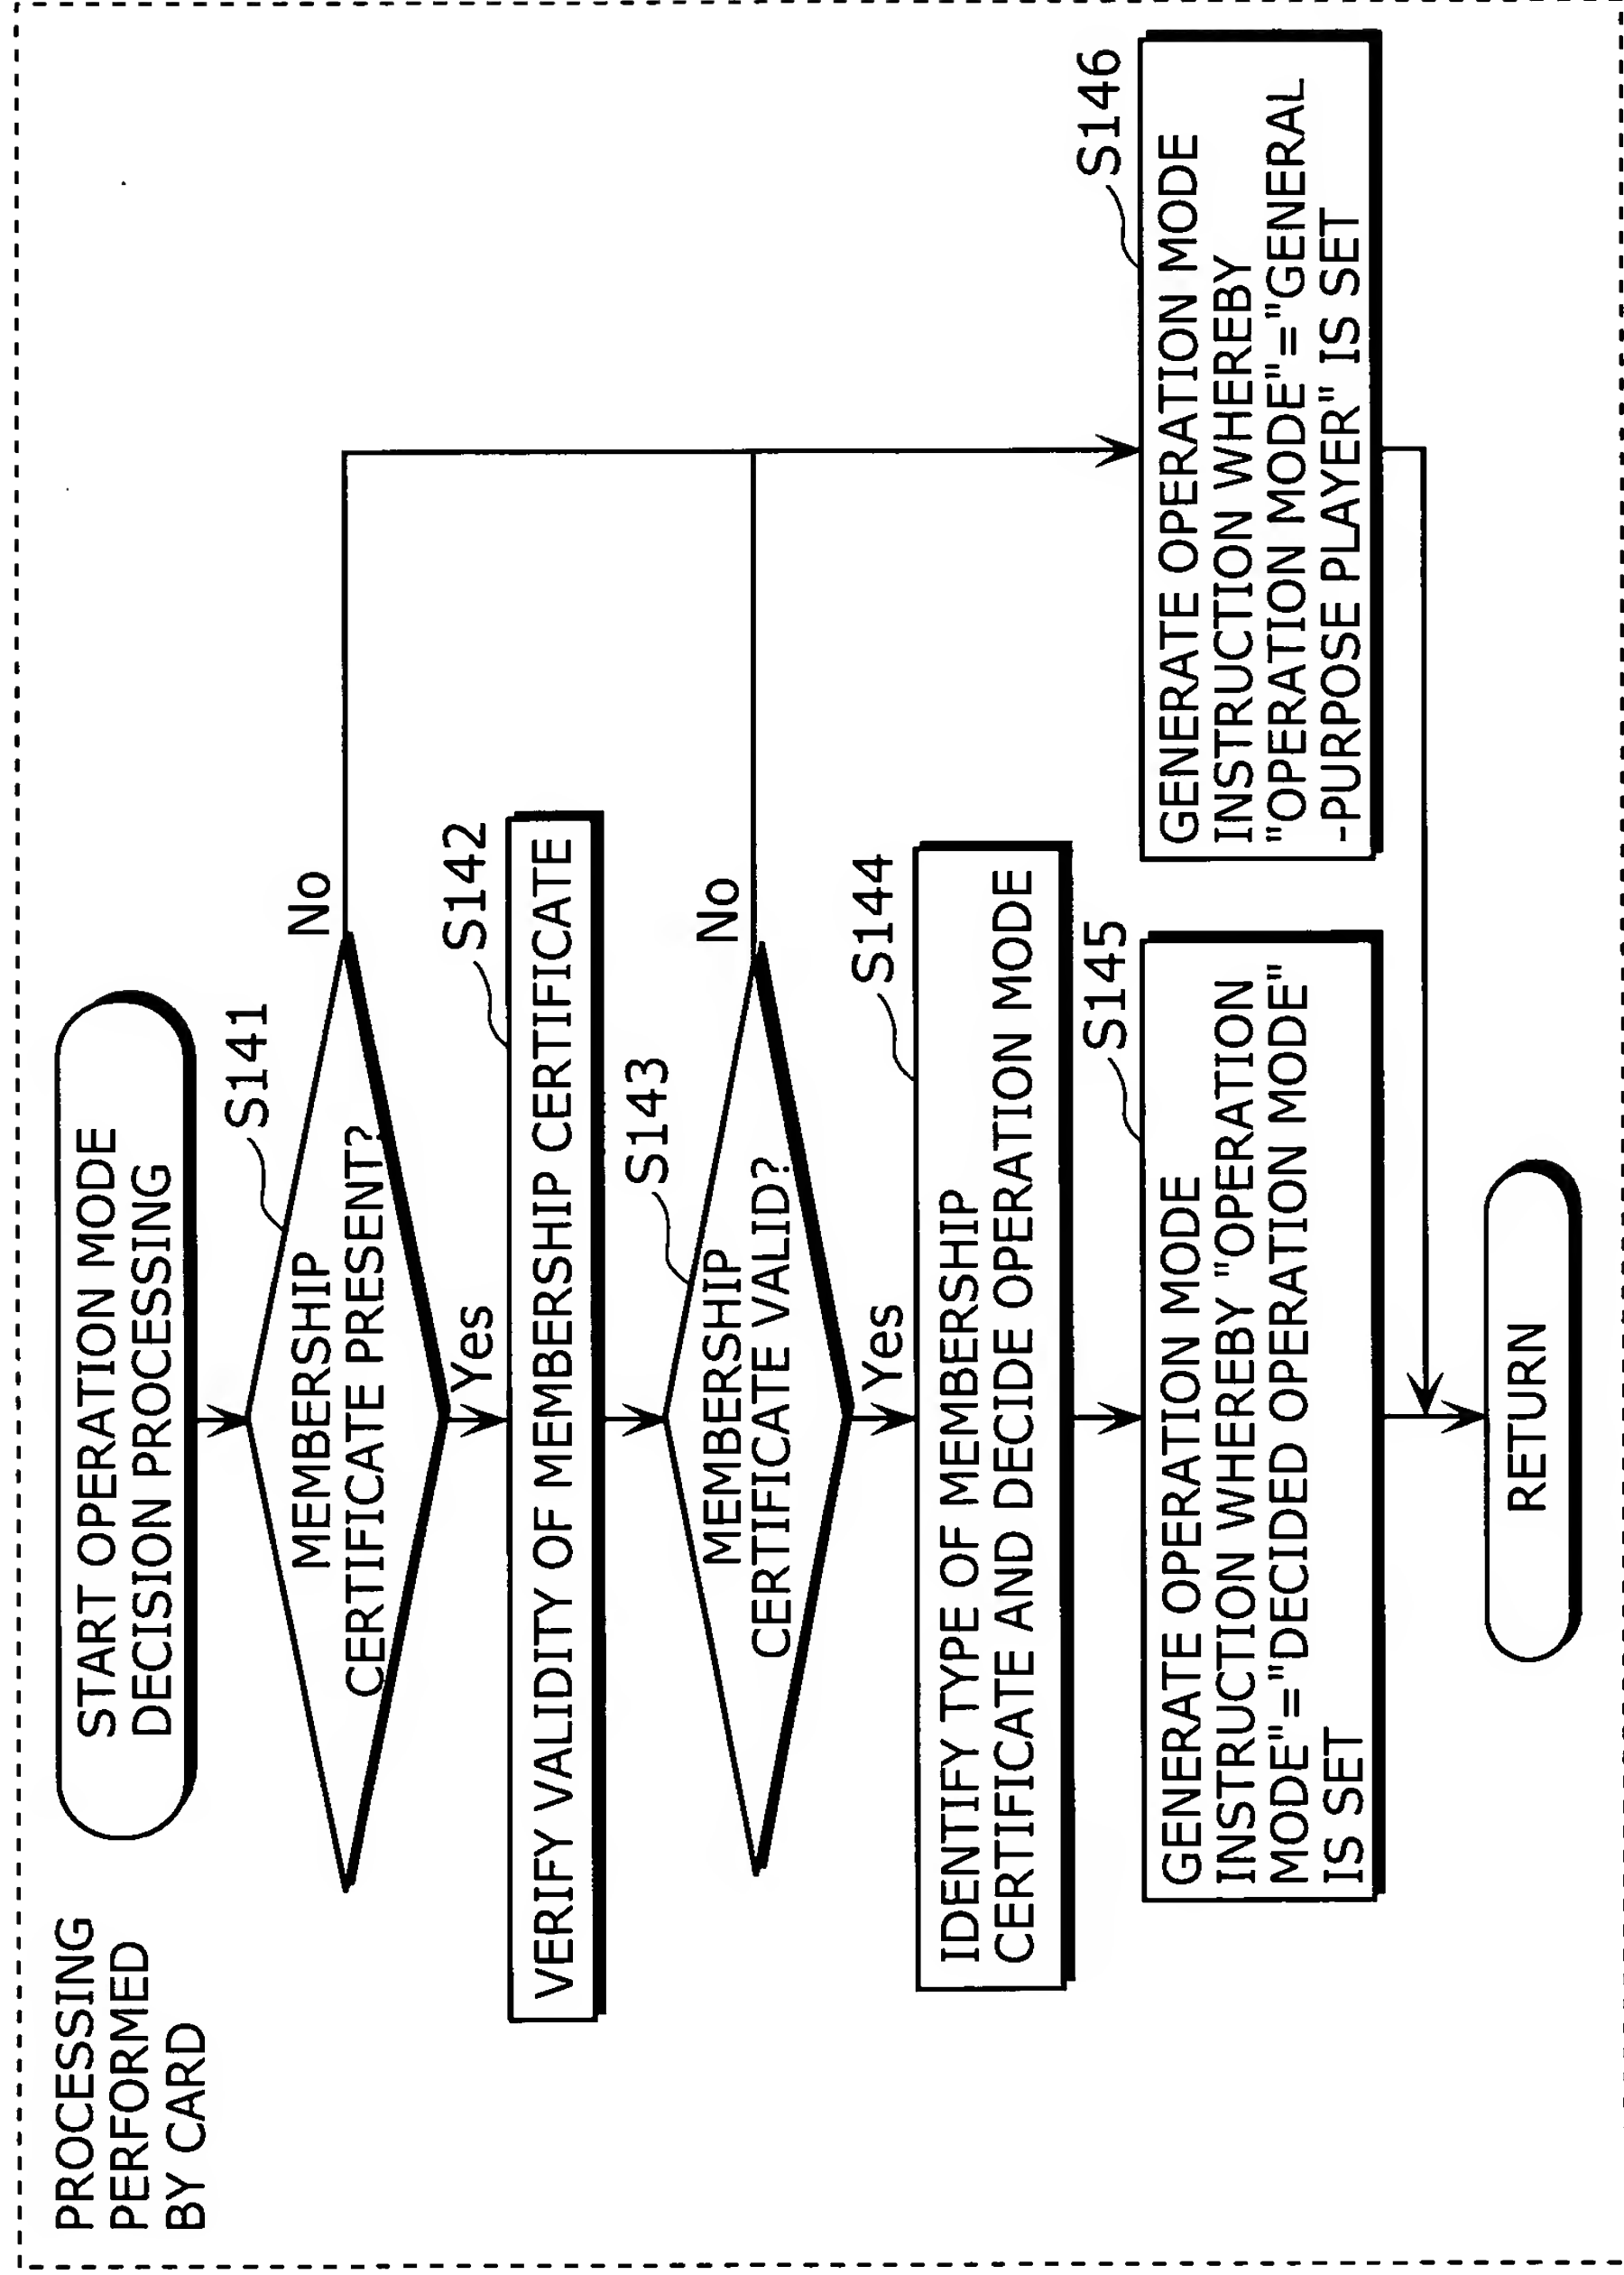 PROCESSING
PERFORMED
BY CARD
START OPERATION MODE
DECISION PROCESSING
S141
MEMBERSHIP
CERTIFICATE PRESENT?
No
Yes
S142
VERIFY VALIDITY OF MEMBERSHIP CERTIFICATE
S143
MEMBERSHIP
CERTIFICATE VALID?
No
Yes
S144
IDENTIFY TYPE OF MEMBERSHIP
CERTIFICATE AND DECIDE OPERATION MODE
S145
GENERATE OPERATION MODE
INSTRUCTION WHEREBY "OPERATION
MODE"="DECIDED OPERATION MODE"
IS SET
S146
GENERATE OPERATION MODE
INSTRUCTION WHEREBY
"OPERATION MODE"="GENERAL
-PURPOSE PLAYER" IS SET
RETURN